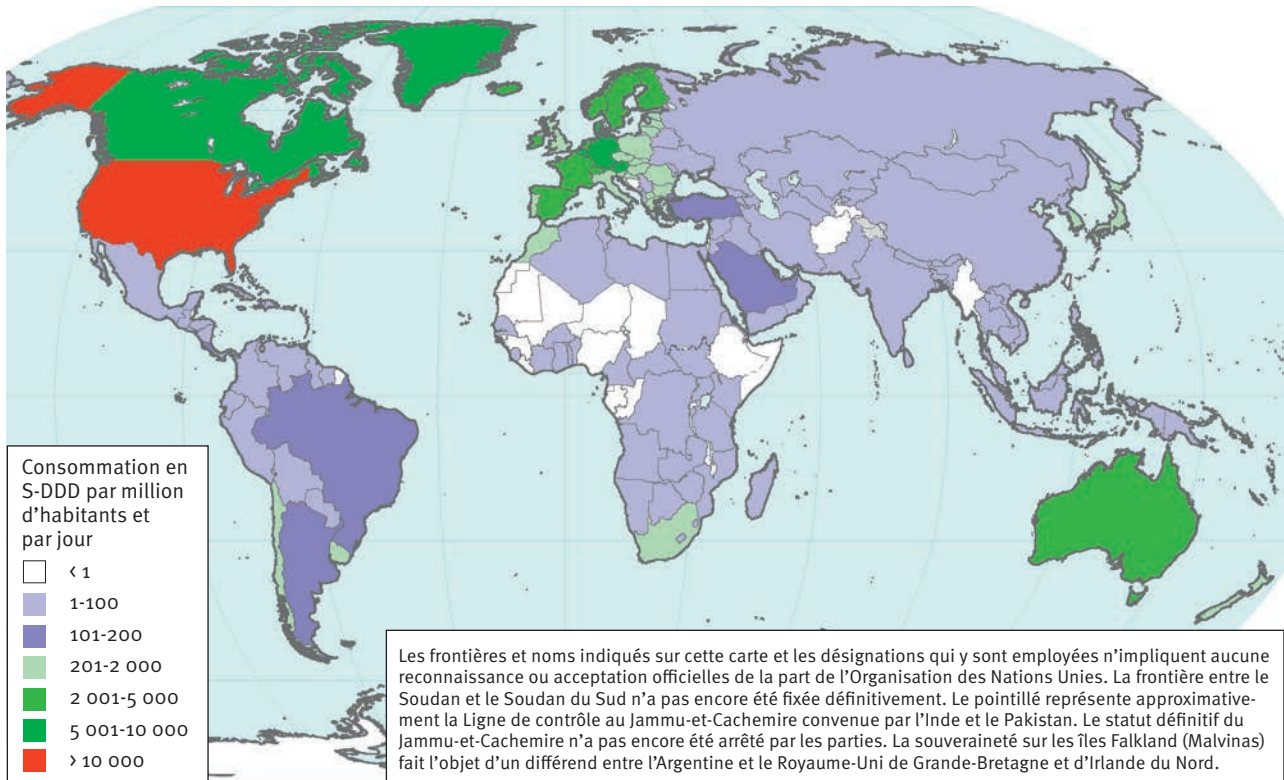 Consommation en
S-DDD par million
d’habitants et
par jour
< 1
1-100
101-200
201-2 000
2 001-5 000
5 001-10 000
> 10 000
Les frontières et noms indiqués sur cette carte et les désignations qui y sont employées n’impliquent aucune
reconnaissance ou acceptation officielles de la part de l’Organisation des Nations Unies. La frontière entre le
Soudan et le Soudan du Sud n’a pas encore été fixée définitivement. Le pointillé représente approximative-
ment la Ligne de contrôle au Jammu-et-Cachemire convenue par l’Inde et le Pakistan. Le statut définitif du
Jammu-et-Cachemire n’a pas encore été arrêté par les parties. La souveraineté sur les îles Falkland (Malvinas)
fait l’objet d’un différend entre l’Argentine et le Royaume-Uni de Grande-Bretagne et d’Irlande du Nord.